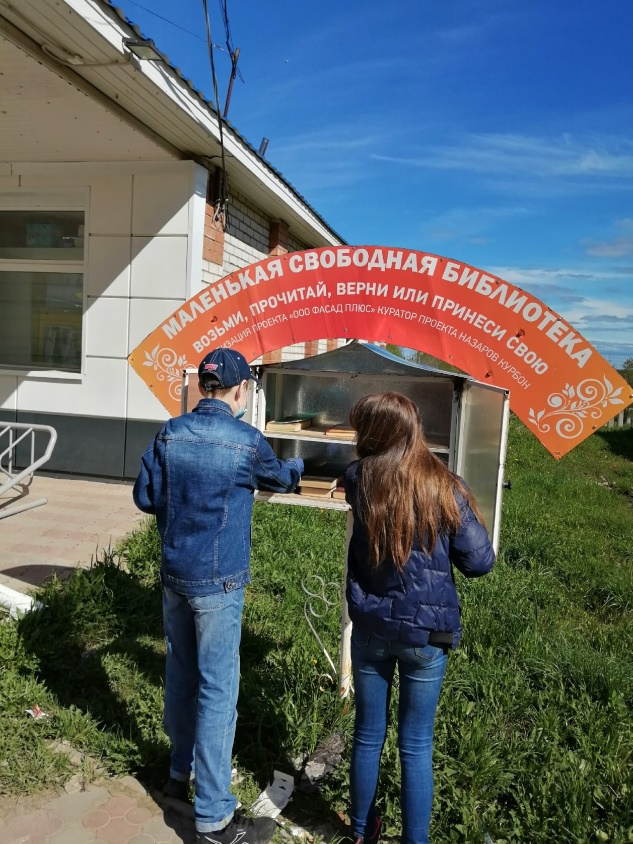 МАЛЕНЬКАЯ СВОБОДНАЯ БИБЛИОТЕКА
ВОЗЬМИ, ПРОЧИТАЙ, ВЕРНИ ИЛИ ПРИНЕСИ СВОЮ
ПРОЕКТА «ООО ФАСАД ПЛЮС» КУРАТОР ПРОЕКТА НАЗАРОВ КУРБОН